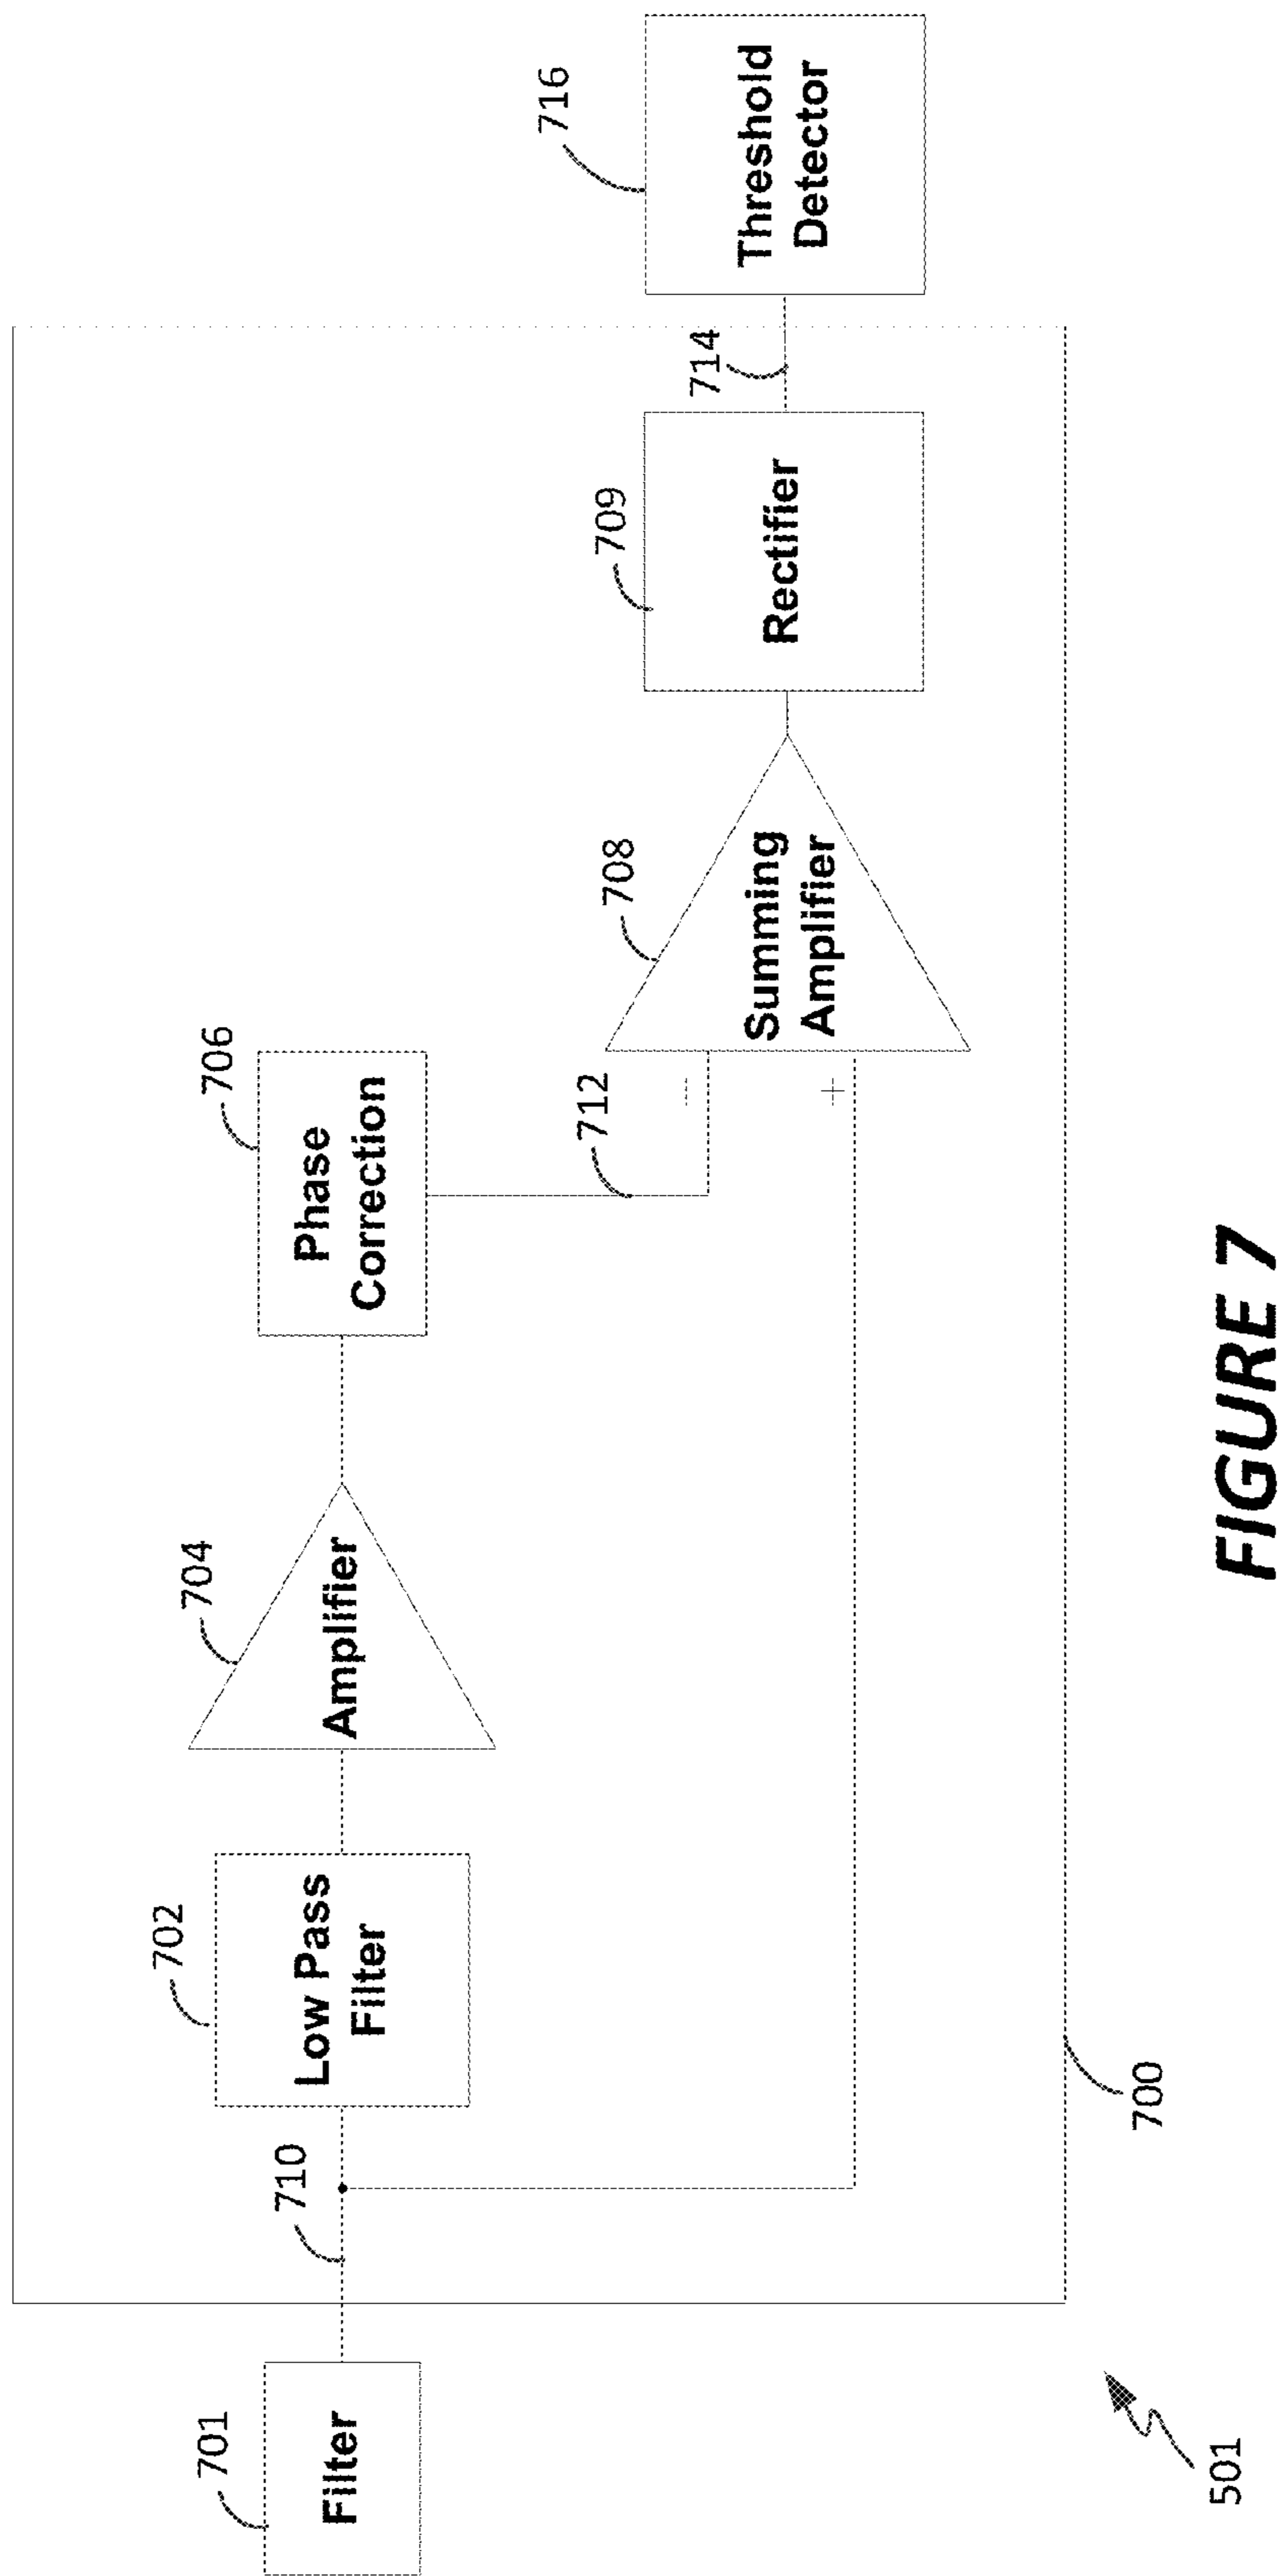 701
Filter
710
702
Low Pass
Filter
704
Amplifier
706
Phase
Correction
712
−
+
708
Summing
Amplifier
709
Rectifier
714
716
Threshold
Detector
700
501
FIGURE 7